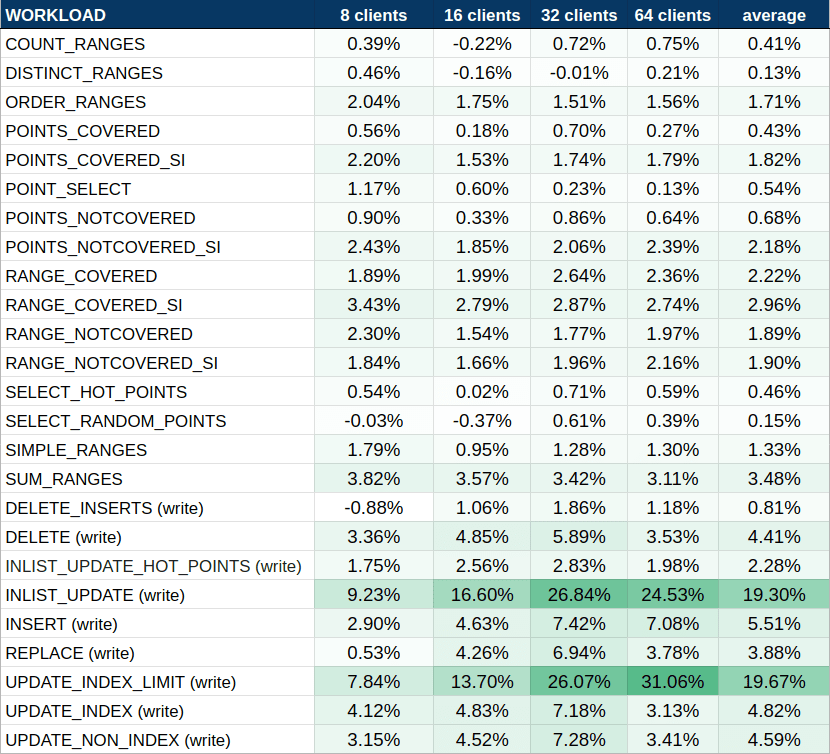 WORKLOAD 8 clients 16 clients 32 clients 64 clients average
COUNT_RANGES 0.39% -0.22% 0.72% 0.75% 0.41%
DISTINCT_RANGES 0.46% -0.16% -0.01% 0.21% 0.13%
ORDER_RANGES 2.04% 1.75% 1.51% 1.56% 1.71%
POINTS_COVERED 0.56% 0.18% 0.70% 0.27% 0.43%
POINTS_COVERED_SI 2.20% 1.53% 1.74% 1.79% 1.82%
POINT_SELECT 1.17% 0.60% 0.23% 0.13% 0.54%
POINTS_NOTCOVERED 0.90% 0.33% 0.86% 0.64% 0.68%
POINTS_NOTCOVERED_SI 2.43% 1.85% 2.06% 2.39% 2.18%
RANGE_COVERED 1.89% 1.99% 2.64% 2.36% 2.22%
RANGE_COVERED_SI 3.43% 2.79% 2.87% 2.74% 2.96%
RANGE_NOTCOVERED 2.30% 1.54% 1.77% 1.97% 1.89%
RANGE_NOTCOVERED_SI 1.84% 1.66% 1.96% 2.16% 1.90%
SELECT_HOT_POINTS 0.54% 0.02% 0.71% 0.59% 0.46%
SELECT_RANDOM_POINTS -0.03% -0.37% 0.61% 0.39% 0.15%
SIMPLE_RANGES 1.79% 0.95% 1.28% 1.30% 1.33%
SUM_RANGES 3.82% 3.57% 3.42% 3.11% 3.48%
DELETE_INSERTS (write) -0.88% 1.06% 1.86% 1.18% 0.81%
DELETE (write) 3.36% 4.85% 5.89% 3.53% 4.41%
INLIST_UPDATE_HOT_POINTS (write) 1.75% 2.56% 2.83% 1.98% 2.28%
INLIST_UPDATE (write) 9.23% 16.60% 26.84% 24.53% 19.30%
INSERT (write) 2.90% 4.63% 7.42% 7.08% 5.51%
REPLACE (write) 0.53% 4.26% 6.94% 3.78% 3.88%
UPDATE_INDEX_LIMIT (write) 7.84% 13.70% 26.07% 31.06% 19.67%
UPDATE_INDEX (write) 4.12% 4.83% 7.18% 3.13% 4.82%
UPDATE_NON_INDEX (write) 3.15% 4.52% 7.28% 3.41% 4.59%